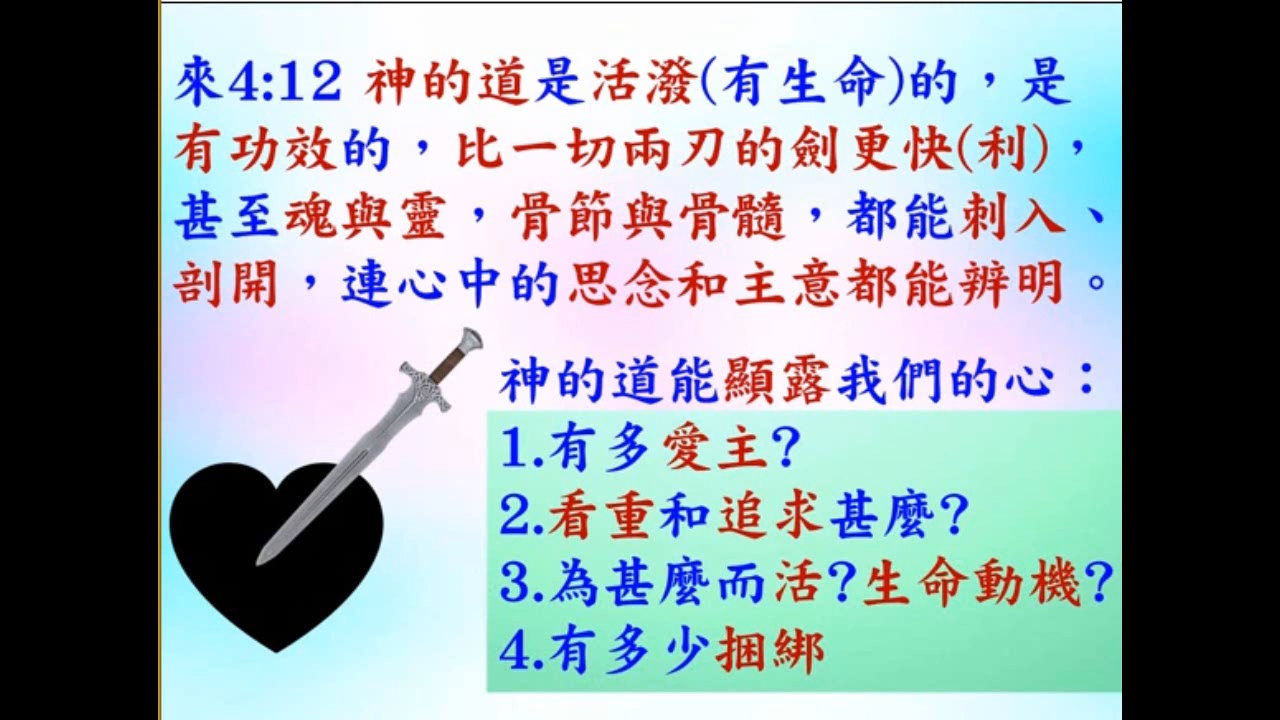 來4:12 神的道是活潑(有生命)的，是
有功效的，比一切兩刃的劍更快(利)，
甚至魂與靈，骨節與骨髓，都能刺入、
剖開，連心中的思念和主意都能辨明。
神的道能顯露我們的心：
1.有多愛主?
2.看重和追求甚麼?
3.為甚麼而活?生命動機?
4.有多少捆綁